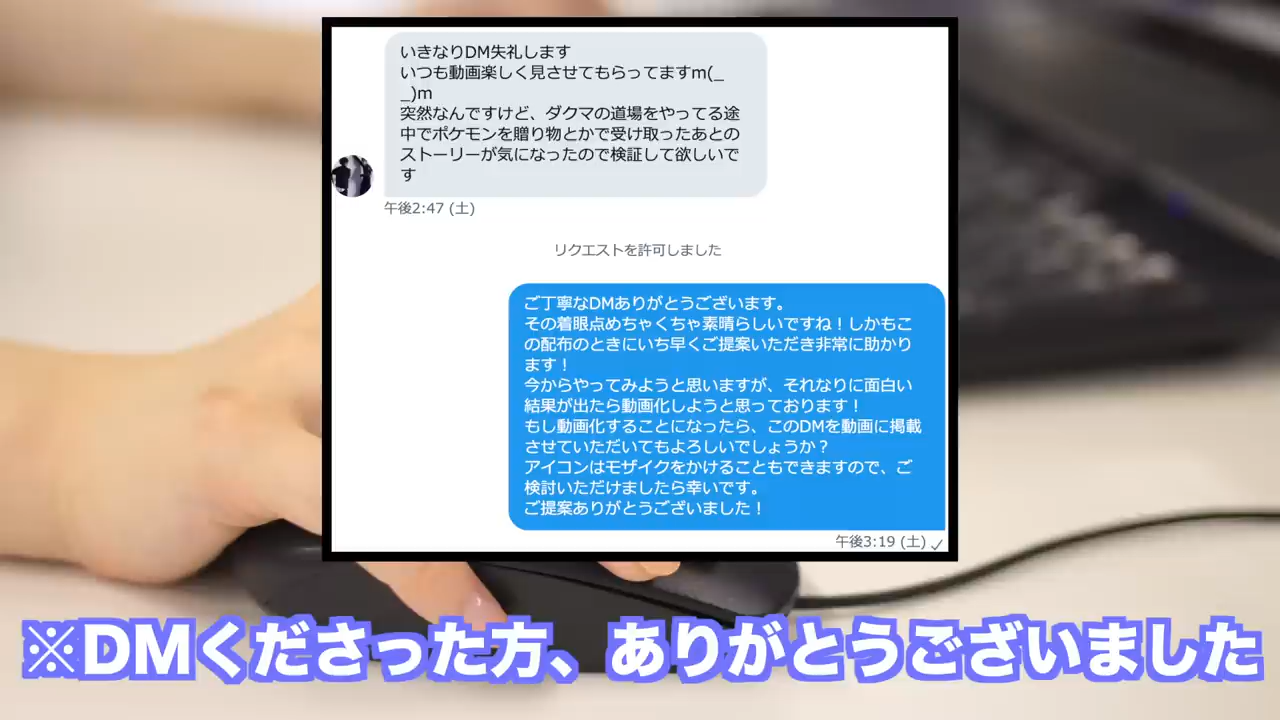 いきなりDM失礼します
いつも動画楽しく見させてもらってますm(_
_)m
突然なんですけど、ダクマの道場をやってる途
中でポケモンを贈り物とかで受け取ったあとの
ストーリーが気になったので検証して欲しいで
す
午後2:47 (土)
リクエストを許可しました
ご丁寧なDMありがとうございます。
その着眼点めちゃくちゃ素晴らしいですね！しかもこ
の配布のときにいち早くご提案いただき非常に助かり
ます！
今からやってみようと思いますが、それなりに面白い
結果が出たら動画化しようと思っております！
もし動画化することになったら、このDMを動画に掲載
させていただいてもよろしいでしょうか？
アイコンはモザイクをかけることもできますので、ご
検討いただけましたら幸いです。
ご提案ありがとうございました！
午後3:19 (土)
※DMくださった方、ありがとうございました